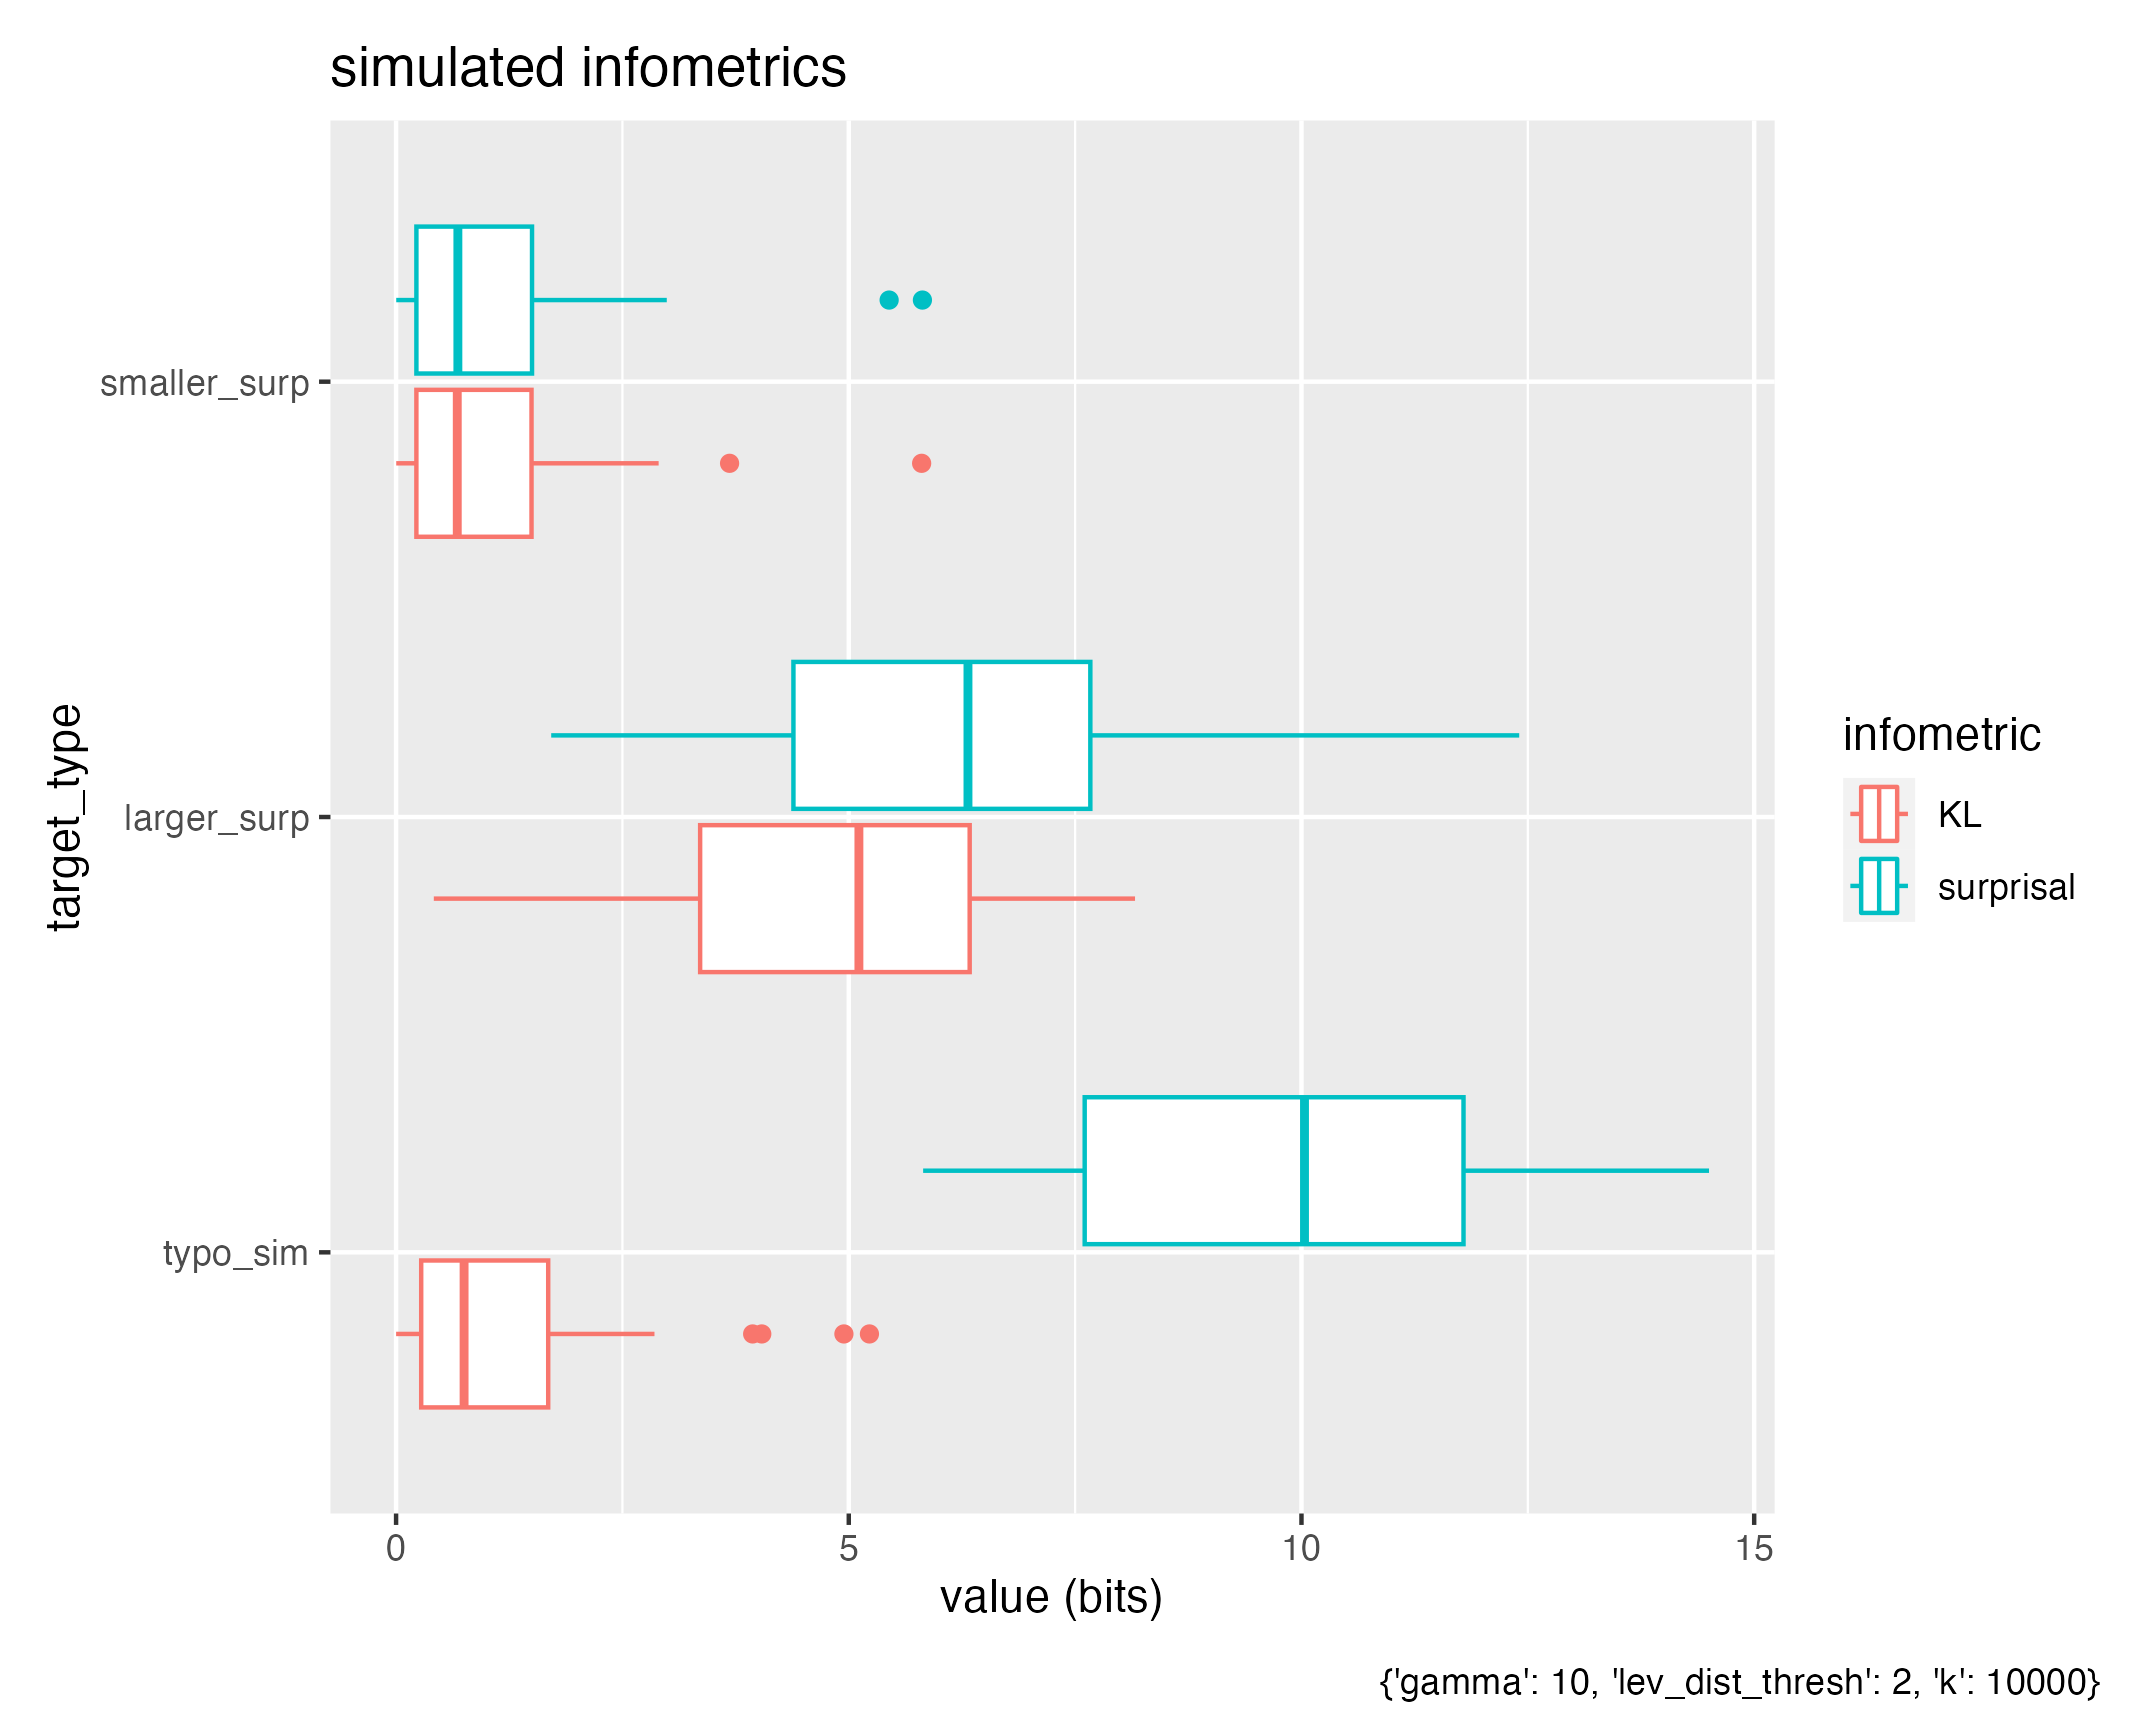 simulated infometrics
target_type
smaller_surp
larger_surp
typo_sim
0 5 10 15
value (bits)
infometric
KL
surprisal
{'gamma': 10, 'lev_dist_thresh': 2, 'k': 10000}